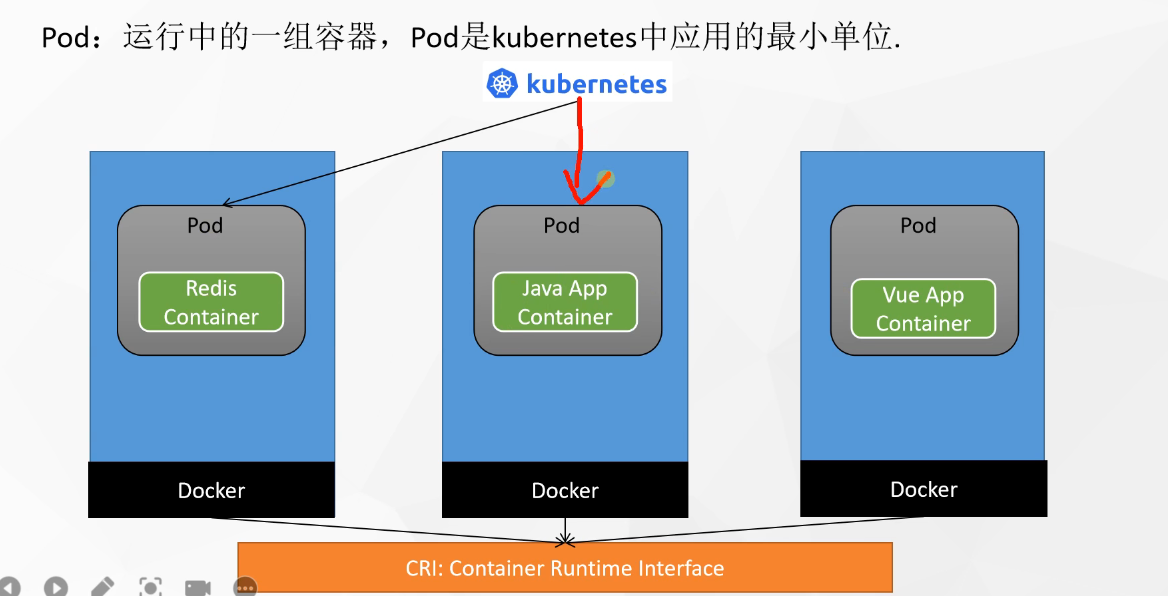 Pod：运行中的一组容器，Pod是kubernetes中应用的最小单位.
kubernetes
Pod
Redis
Container
Pod
Java App
Container
Pod
Vue App
Container
Docker
Docker
Docker
CRI: Container Runtime Interface